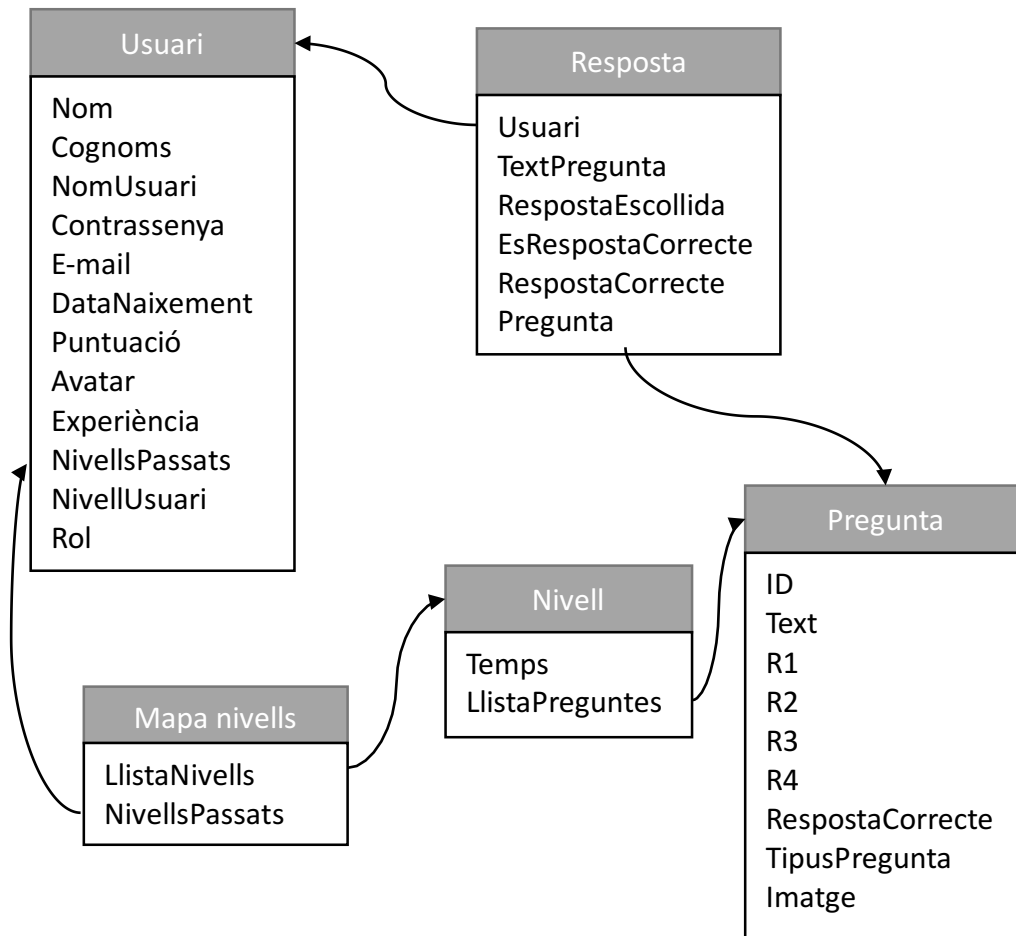 Usuari
Nom
Cognoms
NomUsuari
Contrassenya
E-mail
DataNaixement
Puntuació
Avatar
Experiència
NivellsPassats
NivellUsuari
Rol
Resposta
Usuari
TextPregunta
RespostaEscollida
EsRespostaCorrecte
RespostaCorrecte
Pregunta
Mapa nivells
LlistaNivells
NivellsPassats
Nivell
Temps
LlistaPreguntes
Pregunta
ID
Text
R1
R2
R3
R4
RespostaCorrecte
TipusPregunta
Imatge